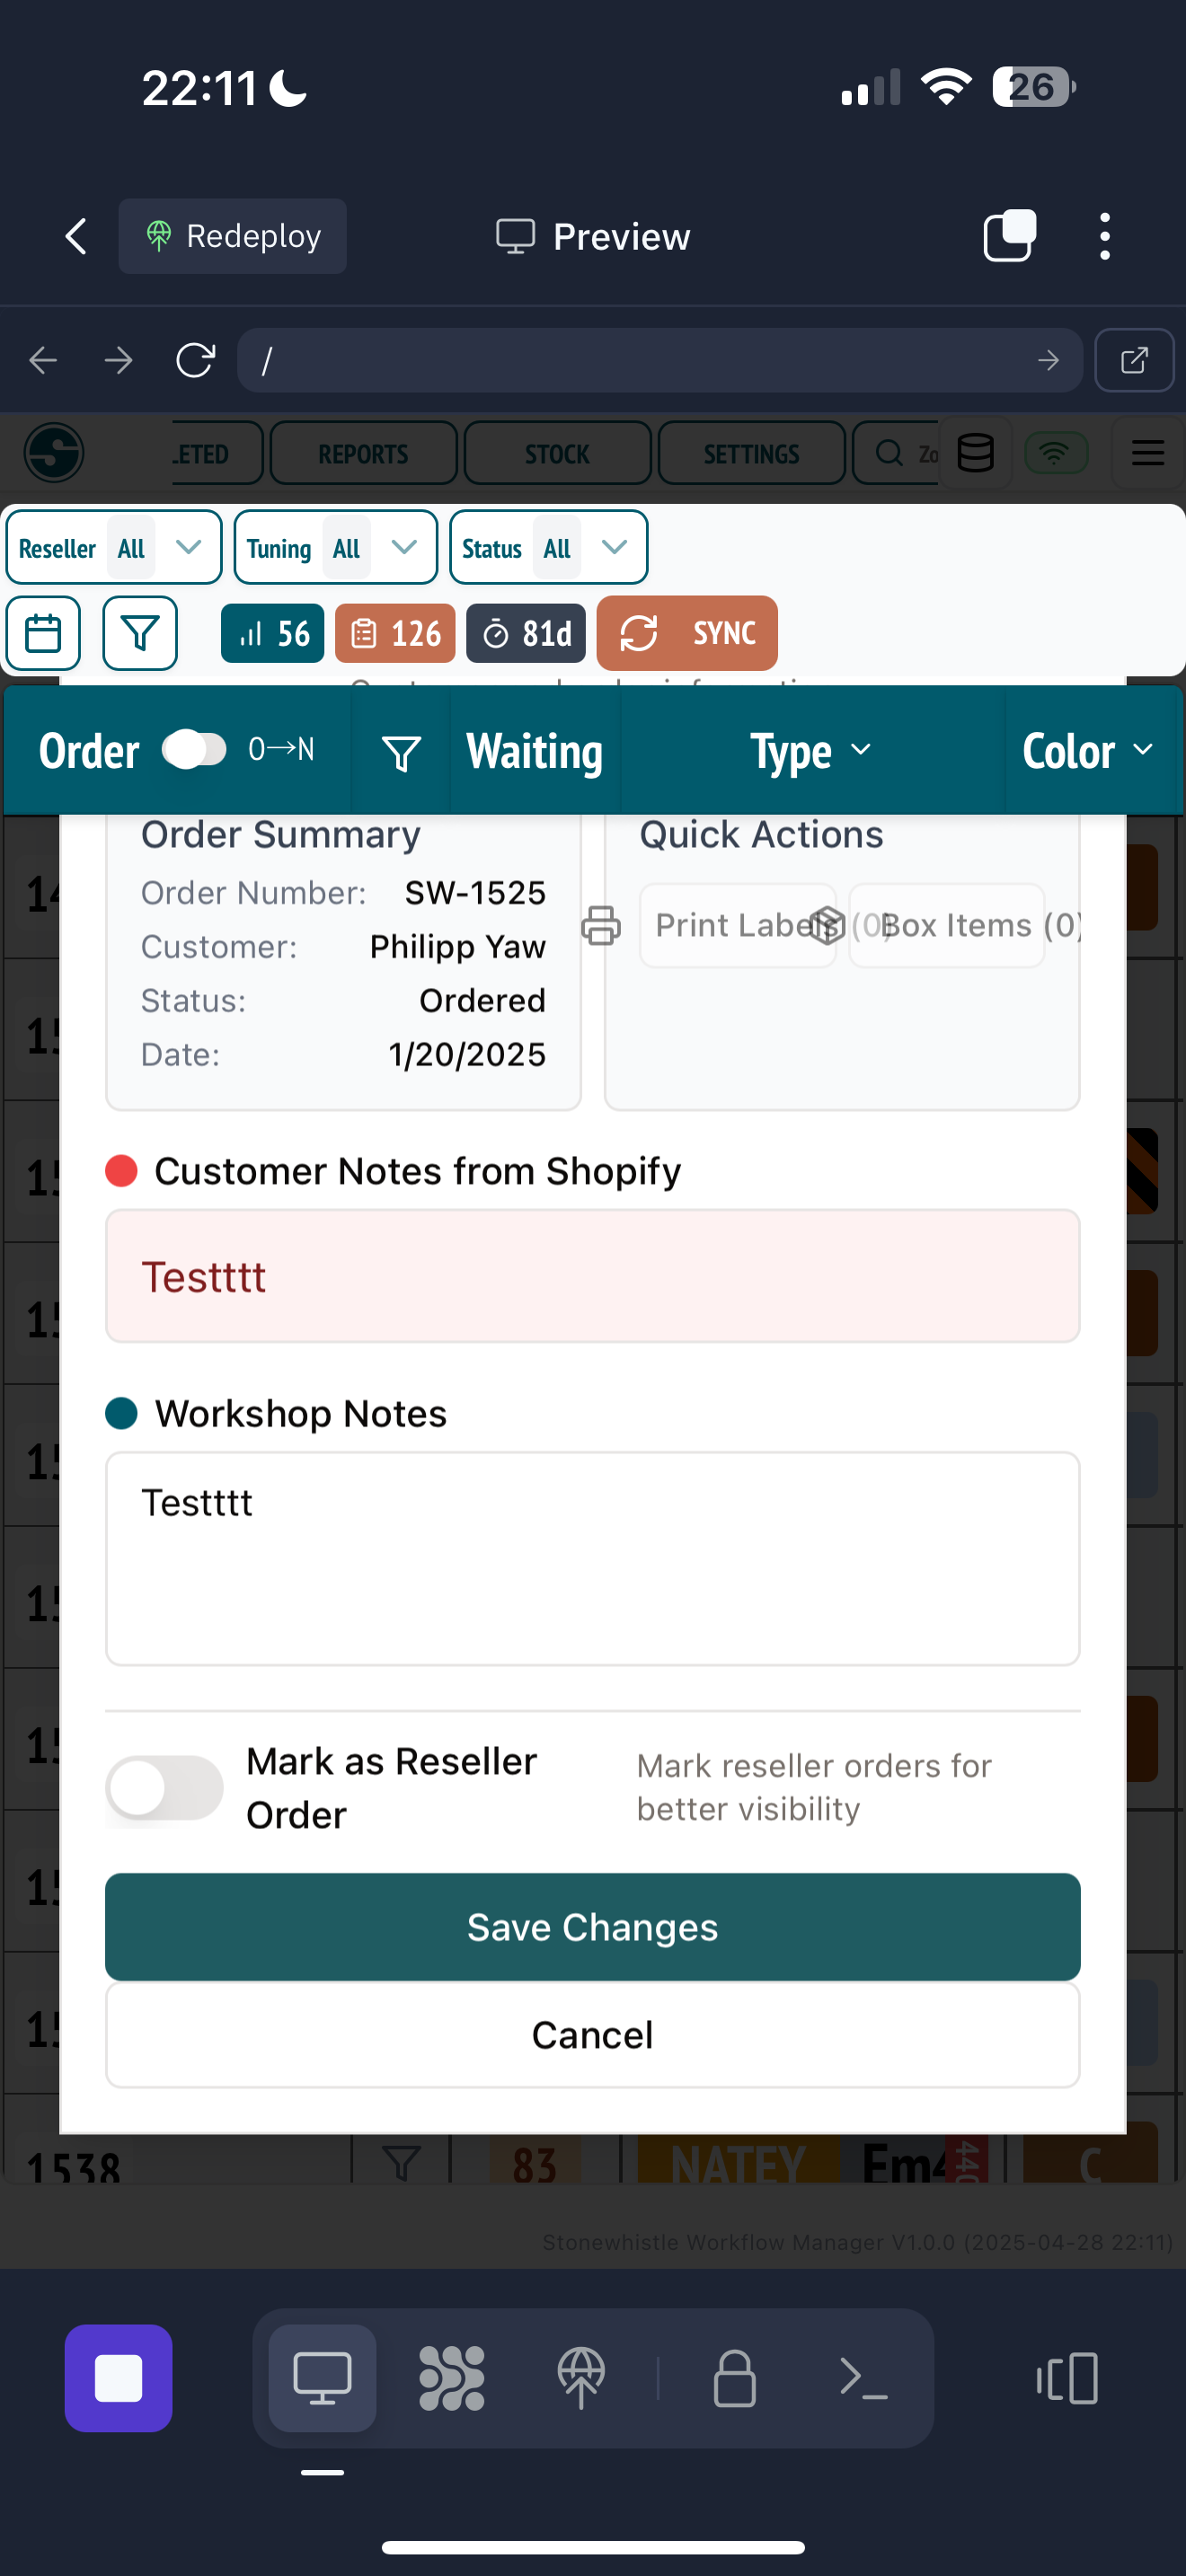 22:11
26
Redeploy
Preview
/
REPORTS
STOCK
SETTINGS
Reseller All
Tuning All
Status All
56
126
81d
SYNC
Order O→N
Waiting
Type
Color
Order Summary
Order Number: SW-1525
Customer: Philipp Yaw
Status: Ordered
Date: 1/20/2025
Quick Actions
Print Labels (0)
Box Items (0)
Customer Notes from Shopify
Testttt
Workshop Notes
Testttt
Mark as Reseller
Order
Mark reseller orders for
better visibility
Save Changes
Cancel
1538
83
NATEY
Em4
440
C
Stonewhistle Workflow Manager V1.0.0 (2025-04-28 22:11)